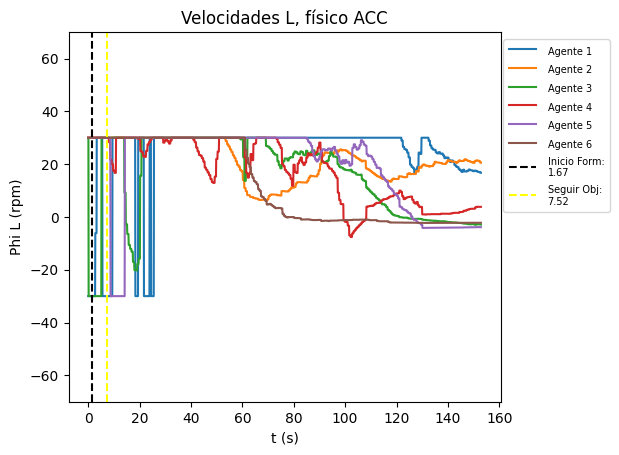 Velocidades L, físico ACC
Phi L (rpm)
60
40
20
0
−20
−40
−60
0
20
40
60
80
100
120
140
160
t (s)
Agente 1
Agente 2
Agente 3
Agente 4
Agente 5
Agente 6
Inicio Form:
1.67
Seguir Obj:
7.52